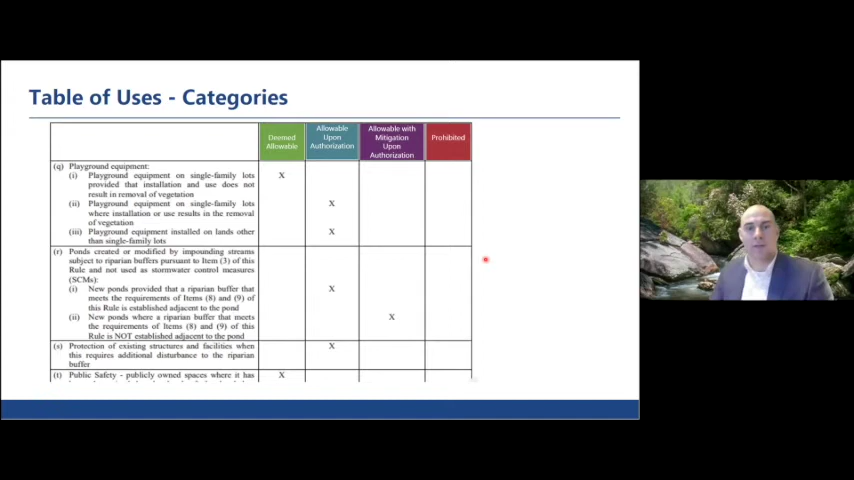 Table of Uses - Categories
Deemed
Allowable
Allowable
Upon
Authorization
Allowable with
Mitigation
Upon
Authorization
Prohibited
(q) Playground equipment:
(i) Playground equipment on single-family lots
provided that installation and use does not
result in removal of vegetation
X
(ii) Playground equipment on single-family lots
where installation or use results in the removal
of vegetation
X
(iii) Playground equipment installed on lands other
than single-family lots
X
(r) Ponds created or modified by impounding streams
subject to riparian buffers pursuant to Item (3) of this
Rule and not used as stormwater control measures
(SCMs):
(i) New ponds provided that a riparian buffer that
meets the requirements of Items (8) and (9) of
this Rule is established adjacent to the pond
X
(ii) New ponds where a riparian buffer that meets
the requirements of Items (8) and (9) of this
Rule is NOT established adjacent to the pond
X
(s) Protection of existing structures and facilities when
this requires additional disturbance to the riparian
buffer
X
(t) Public Safety - publicly owned spaces where it has
X